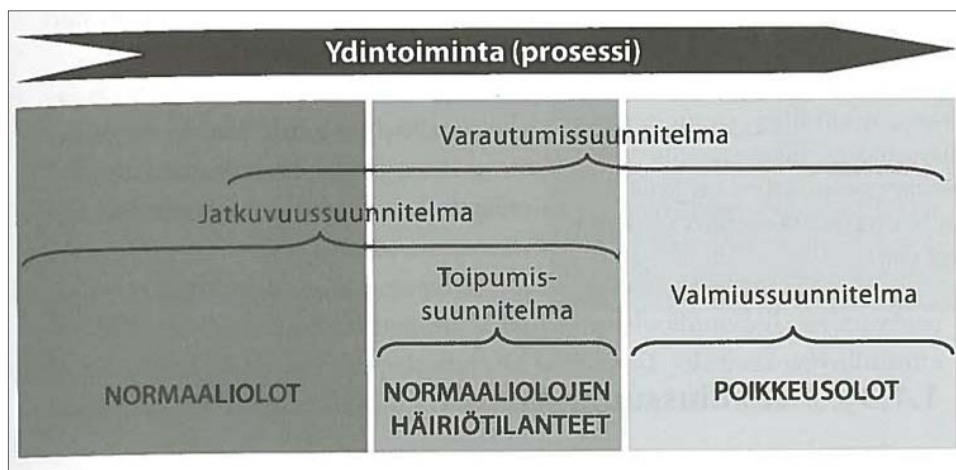 Ydintoiminta (prosessi)
Varautumissuunnitelma
Jatkuvuussuunnitelma
Toipumis-
suunnitelma
Valmiussuunnitelma
NORMAALIOLOT
NORMAALIOLOJEN
HÄIRIÖTILANTEET
POIKKEUSOLOT